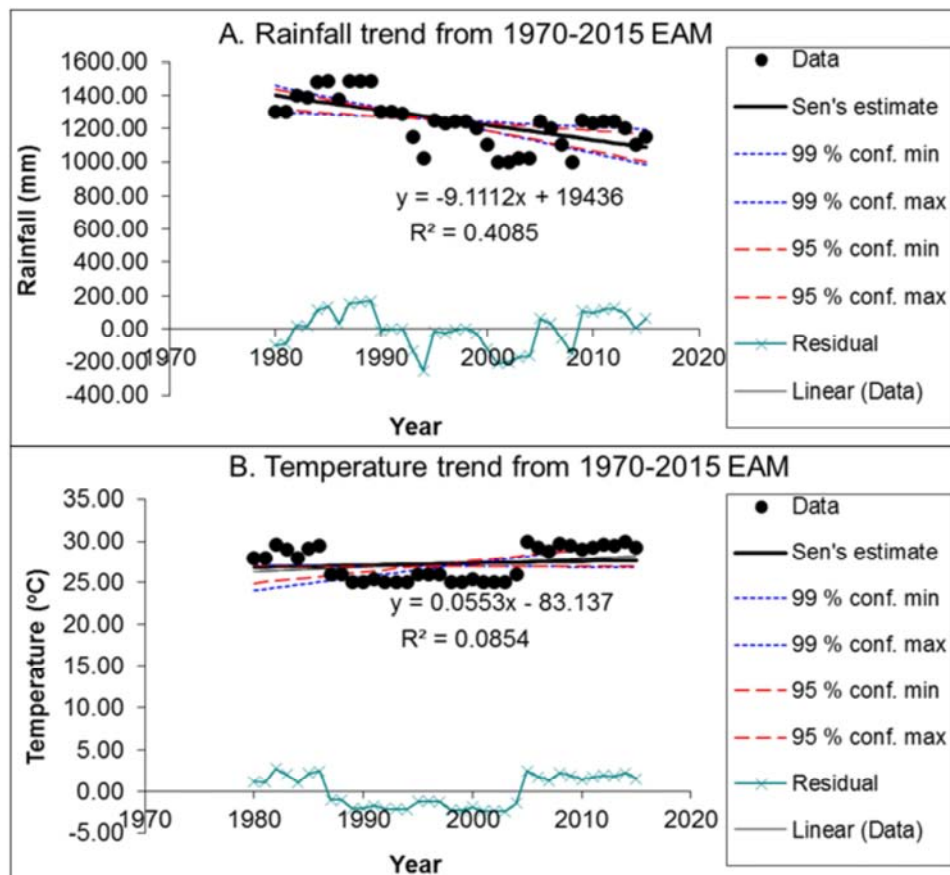 A. Rainfall trend from 1970-2015 EAM
1600.00
1400.00
1200.00
1000.00
800.00
600.00
400.00
200.00
0.00
-200.00
-400.00
Rainfall (mm)
y = -9.1112x + 19436
R² = 0.4085
1970
1980
1990
2000
2010
2020
Year
Data
Sen's estimate
99 % conf. min
99 % conf. max
95 % conf. min
95 % conf. max
Residual
Linear (Data)
B. Temperature trend from 1970-2015 EAM
35.00
30.00
25.00
20.00
15.00
10.00
5.00
0.00
-5.00
Temperature (ºC)
y = 0.0553x - 83.137
R² = 0.0854
1970
1980
1990
2000
2010
2020
Year
Data
Sen's estimate
99 % conf. min
99 % conf. max
95 % conf. min
95 % conf. max
Residual
Linear (Data)